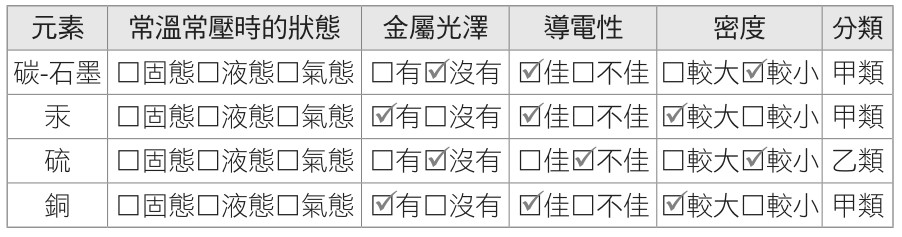 元素 常溫常壓時的狀態 金屬光澤 導電性 密度 分類
碳-石墨 □固態□液態□氣態 □有☑沒有 ☑佳□不佳 □較大☑較小 甲類
汞 □固態□液態□氣態 ☑有□沒有 ☑佳□不佳 ☑較大□較小 甲類
硫 □固態□液態□氣態 □有☑沒有 □佳☑不佳 □較大☑較小 乙類
銅 □固態□液態□氣態 ☑有□沒有 ☑佳□不佳 ☑較大□較小 甲類